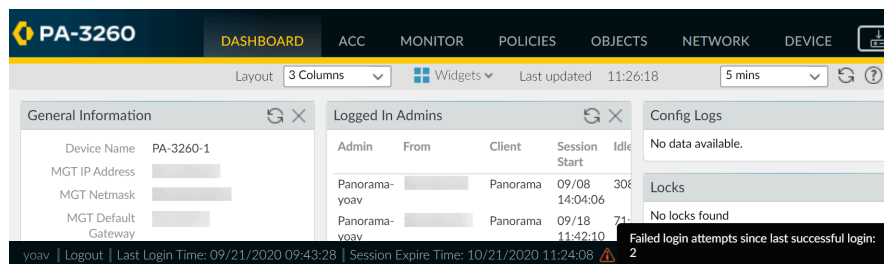 PA-3260
DASHBOARD ACC MONITOR POLICIES OBJECTS NETWORK DEVICE
Layout 3 Columns Widgets Last updated 11:26:18 5 mins
General Information
Device Name PA-3260-1
MGT IP Address
MGT Netmask
MGT Default
Gateway
Logged In Admins
Admin From Client Session Idle
Start
Panorama- Panorama 09/08 308
yoav 14:04:06
Panorama- Panorama 09/18 71:
yoav 11:42:10
Config Logs
No data available.
Locks
No locks found
yoav | Logout | Last Login Time: 09/21/2020 09:43:28 | Session Expire Time: 10/21/2020 11:24:08
Failed login attempts since last successful login:
2